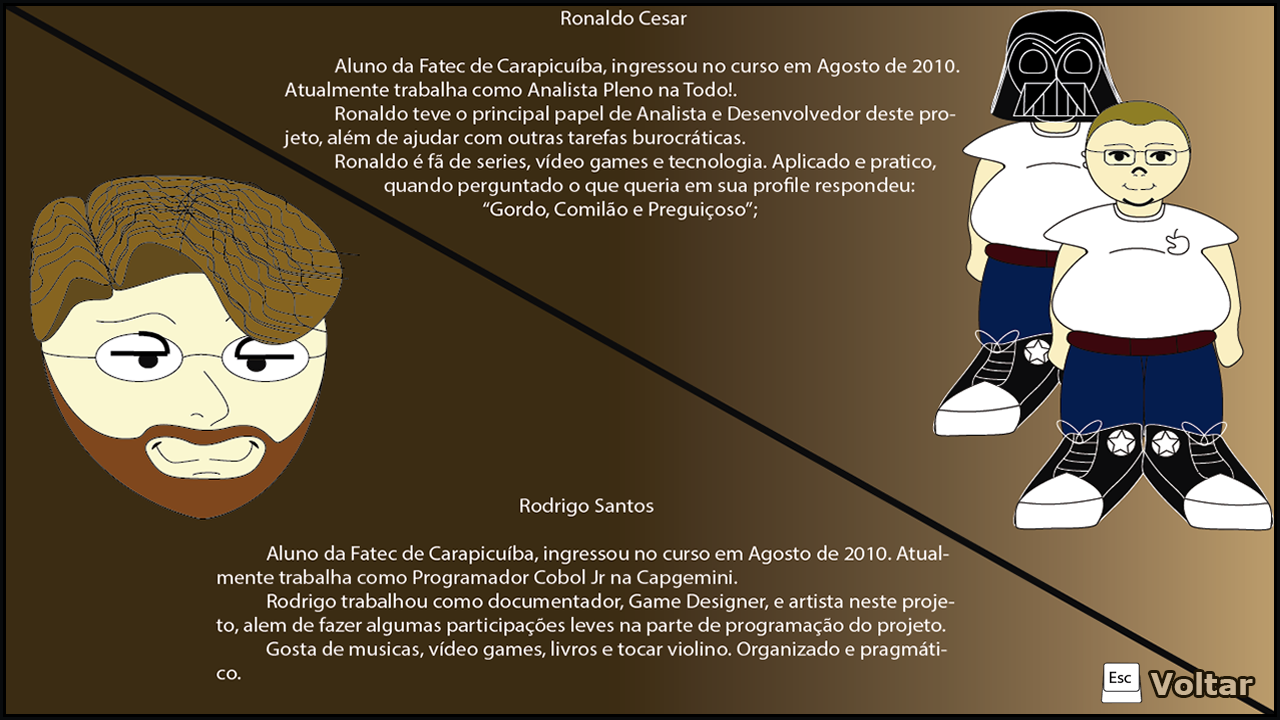 Ronaldo Cesar
Aluno da Fatec de Carapicuíba, ingressou no curso em Agosto de 2010.
Atualmente trabalha como Analista Pleno na Todo!.
Ronaldo teve o principal papel de Analista e Desenvolvedor deste pro-
jeto, além de ajudar com outras tarefas burocráticas.
Ronaldo é fã de series, vídeo games e tecnologia. Aplicado e pratico,
quando perguntado o que queria em sua profile respondeu:
“Gordo, Comilão e Preguiçoso”;
Rodrigo Santos
Aluno da Fatec de Carapicuíba, ingressou no curso em Agosto de 2010. Atual-
mente trabalha como Programador Cobol Jr na Capgemini.
Rodrigo trabalhou como documentador, Game Designer, e artista neste proje-
to, alem de fazer algumas participações leves na parte de programação do projeto.
Gosta de musicas, vídeo games, livros e tocar violino. Organizado e pragmáti-
co.
Esc Voltar